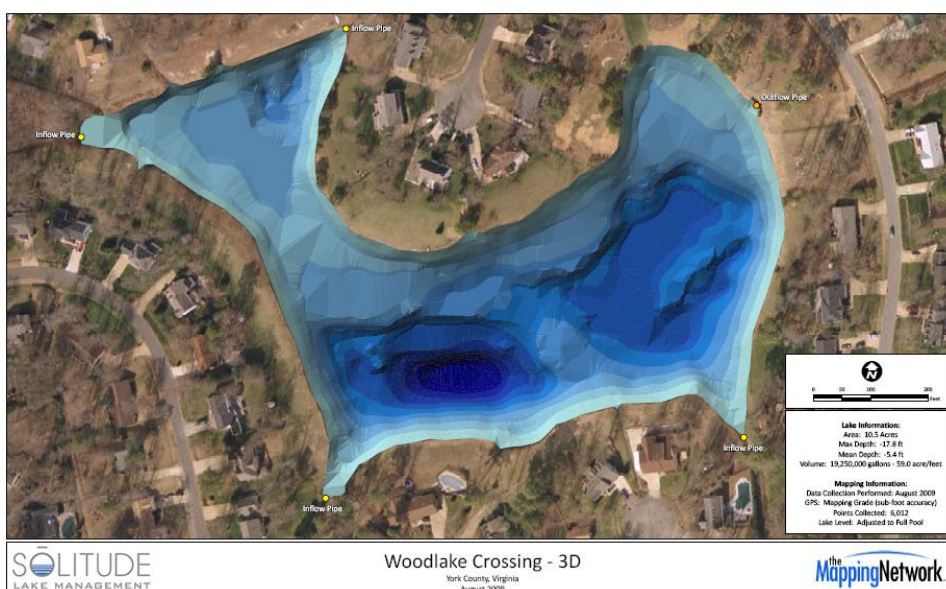 Inflow Pipe
Outflow Pipe
Inflow Pipe
Inflow Pipe
Inflow Pipe
N
0 50 100 200
Feet
Lake Information:
Area: 10.5 Acres
Max Depth: -17.8 ft
Mean Depth: -5.4 ft
Volume: 19,250,000 gallons - 59.0 acre/feet
Mapping Information:
Data Collection Performed: August 2009
GPS: Mapping Grade (sub-foot accuracy)
Points Collected: 6,012
Lake Level: Adjusted to Full Pool
SŌLITUDE
LAKE MANAGEMENT
Woodlake Crossing - 3D
York County, Virginia
August 2009
the
MappingNetwork